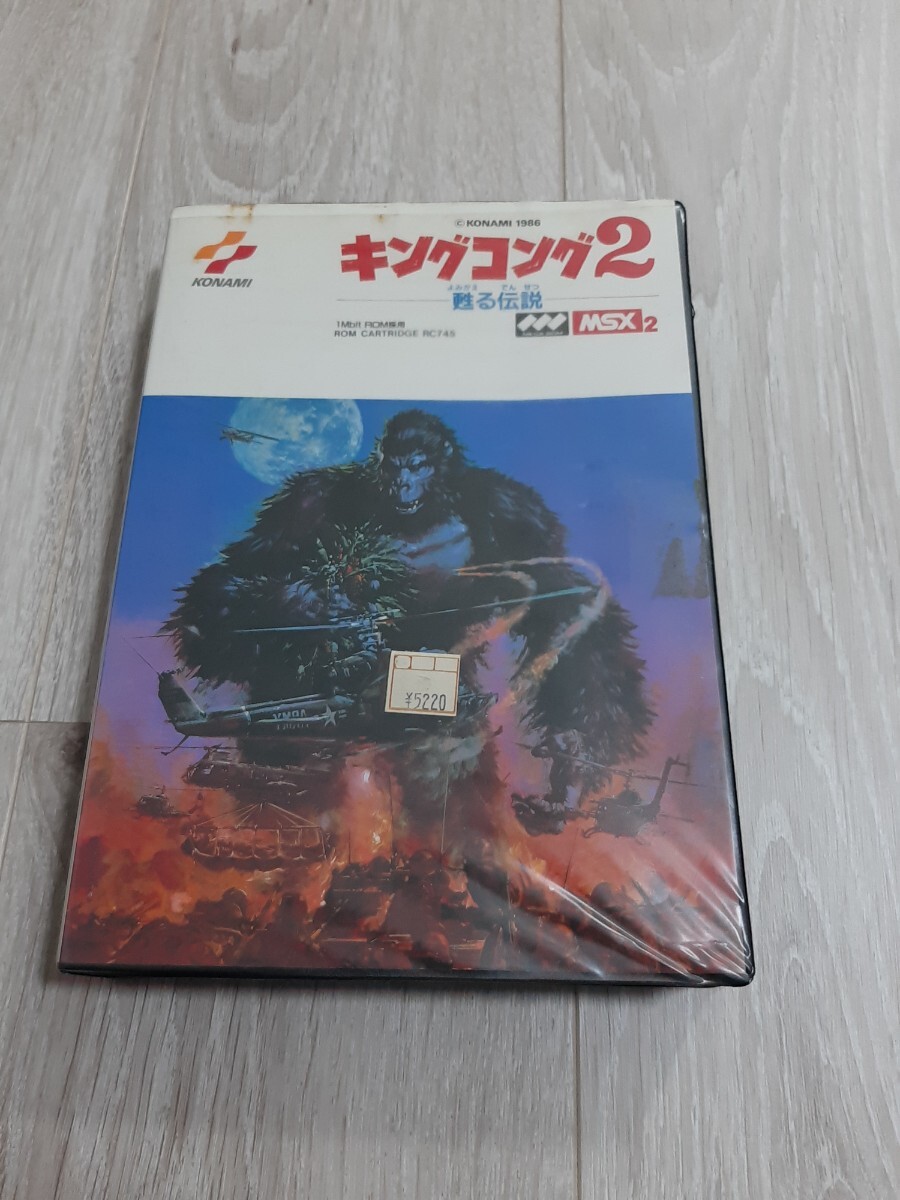 © KONAMI 1986
KONAMI
キングコング2
よみがえ でんせつ
甦る伝説
1Mbit ROM採用
ROM CARTRIDGE RC745
MSX2
¥5220